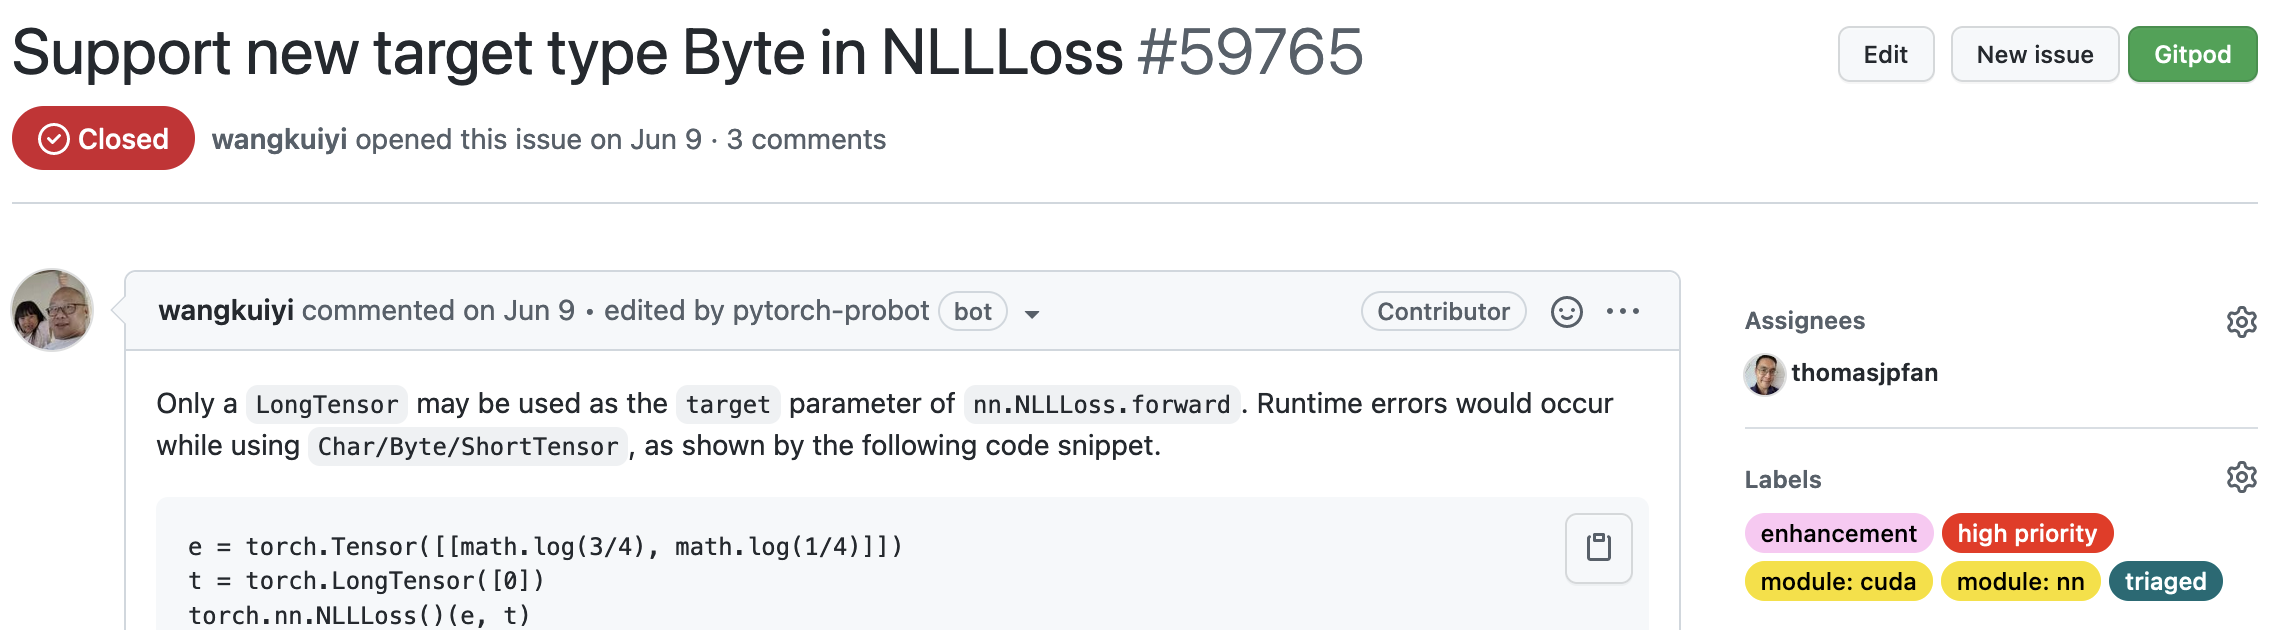 Support new target type Byte in NLLLoss #59765
Edit
New issue
Gitpod
Closed
wangkuiyi opened this issue on Jun 9 · 3 comments
wangkuiyi commented on Jun 9 • edited by pytorch-probot bot
Contributor
Only a LongTensor may be used as the target parameter of nn.NLLLoss.forward. Runtime errors would occur
while using Char/Byte/ShortTensor, as shown by the following code snippet.
e = torch.Tensor([[math.log(3/4), math.log(1/4)]])
t = torch.LongTensor([0])
torch.nn.NLLLoss()(e, t)
Assignees
thomasjpfan
Labels
enhancement
high priority
module: cuda
module: nn
triaged